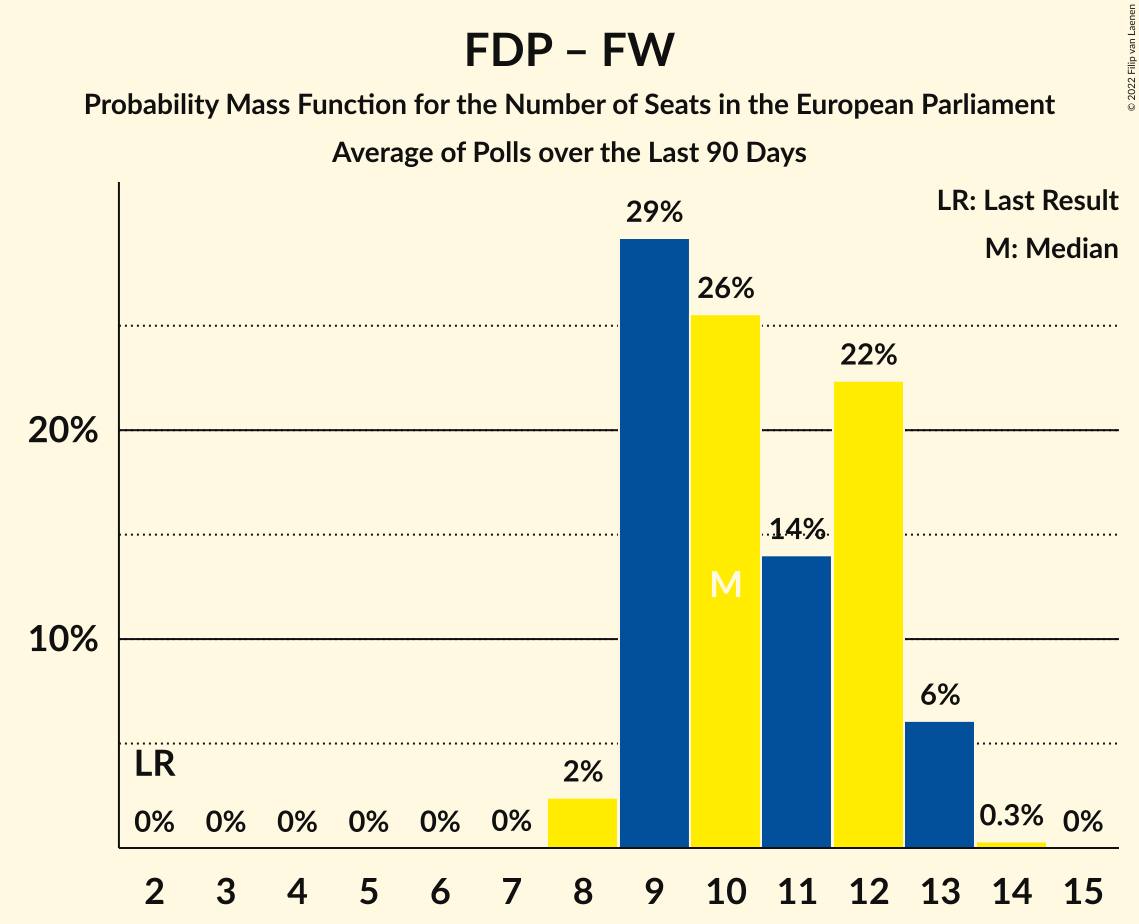 FDP – FW
Probability Mass Function for the Number of Seats in the European Parliament
Average of Polls over the Last 90 Days
© 2022 Filip van Laenen
LR: Last Result
M: Median
29%
26%
22%
20%
14%
M
10%
6%
LR
2%
0% 0% 0% 0% 0% 0% 0.3% 0%
2 3 4 5 6 7 8 9 10 11 12 13 14 15